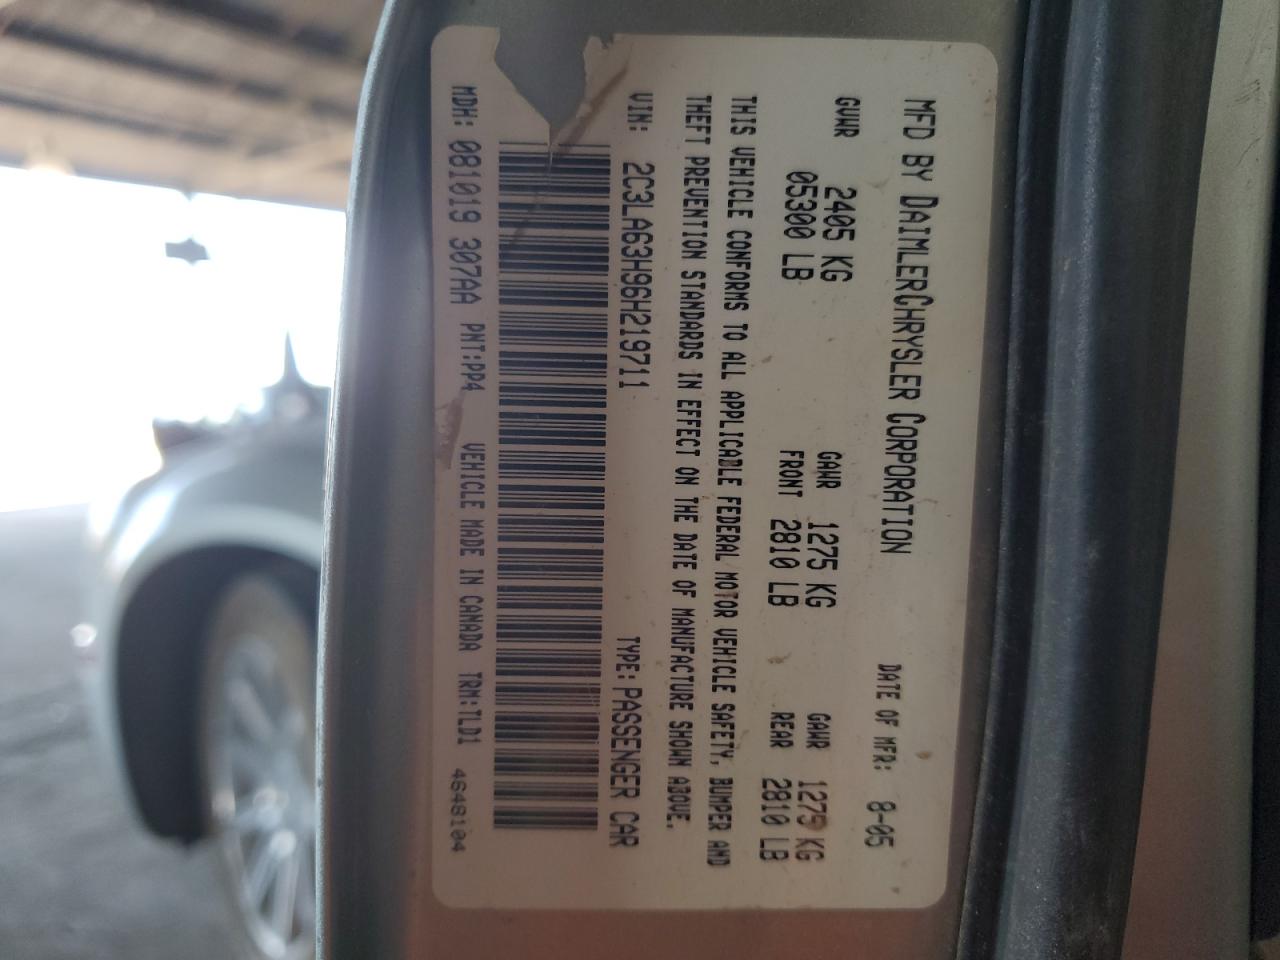 MFD BY DAIMLERCHRYSLER CORPORATION DATE OF MFR: 8-05
GVWR 2405 KG GAWR 1275 KG GAWR 1275 KG
05300 LB FRONT 2810 LB REAR 2810 LB
THIS VEHICLE CONFORMS TO ALL APPLICABLE FEDERAL MOTOR VEHICLE SAFETY, BUMPER AND
THEFT PREVENTION STANDARDS IN EFFECT ON THE DATE OF MANUFACTURE SHOWN ABOVE.
VIN: 2C3LA63H96H219711 TYPE: PASSENGER CAR
MDH: 081019 307AA PNT:PP4 VEHICLE MADE IN CANADA TRM:TLD1 4648104